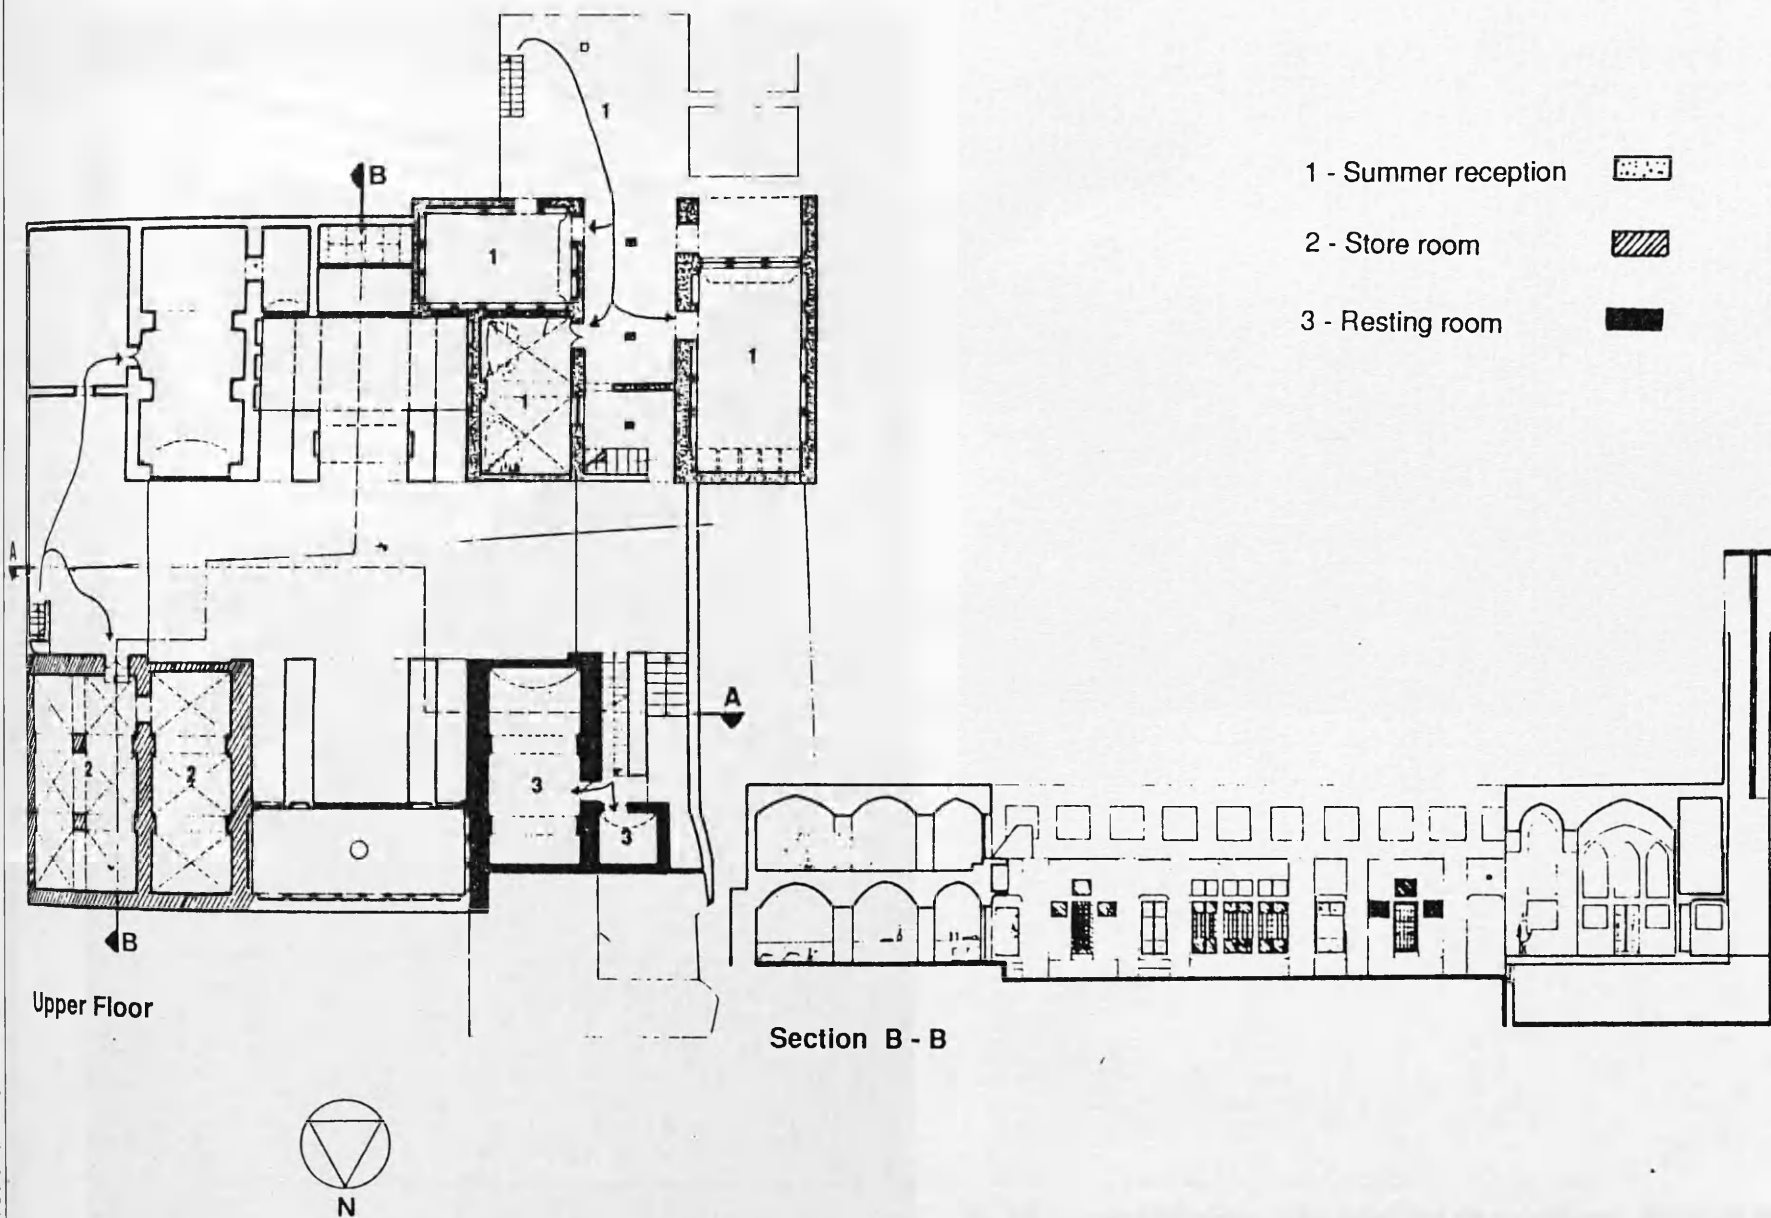 1
B
1 - Summer reception
1
2 - Store room
3 - Resting room
1
1
A
A
2
2
3
3
B
Upper Floor
Section B - B
N